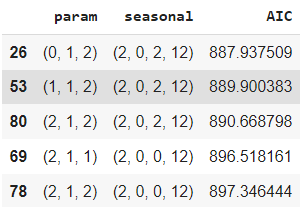 param seasonal AIC
26 (0, 1, 2) (2, 0, 2, 12) 887.937509
53 (1, 1, 2) (2, 0, 2, 12) 889.900383
80 (2, 1, 2) (2, 0, 2, 12) 890.668798
69 (2, 1, 1) (2, 0, 0, 12) 896.518161
78 (2, 1, 2) (2, 0, 0, 12) 897.346444